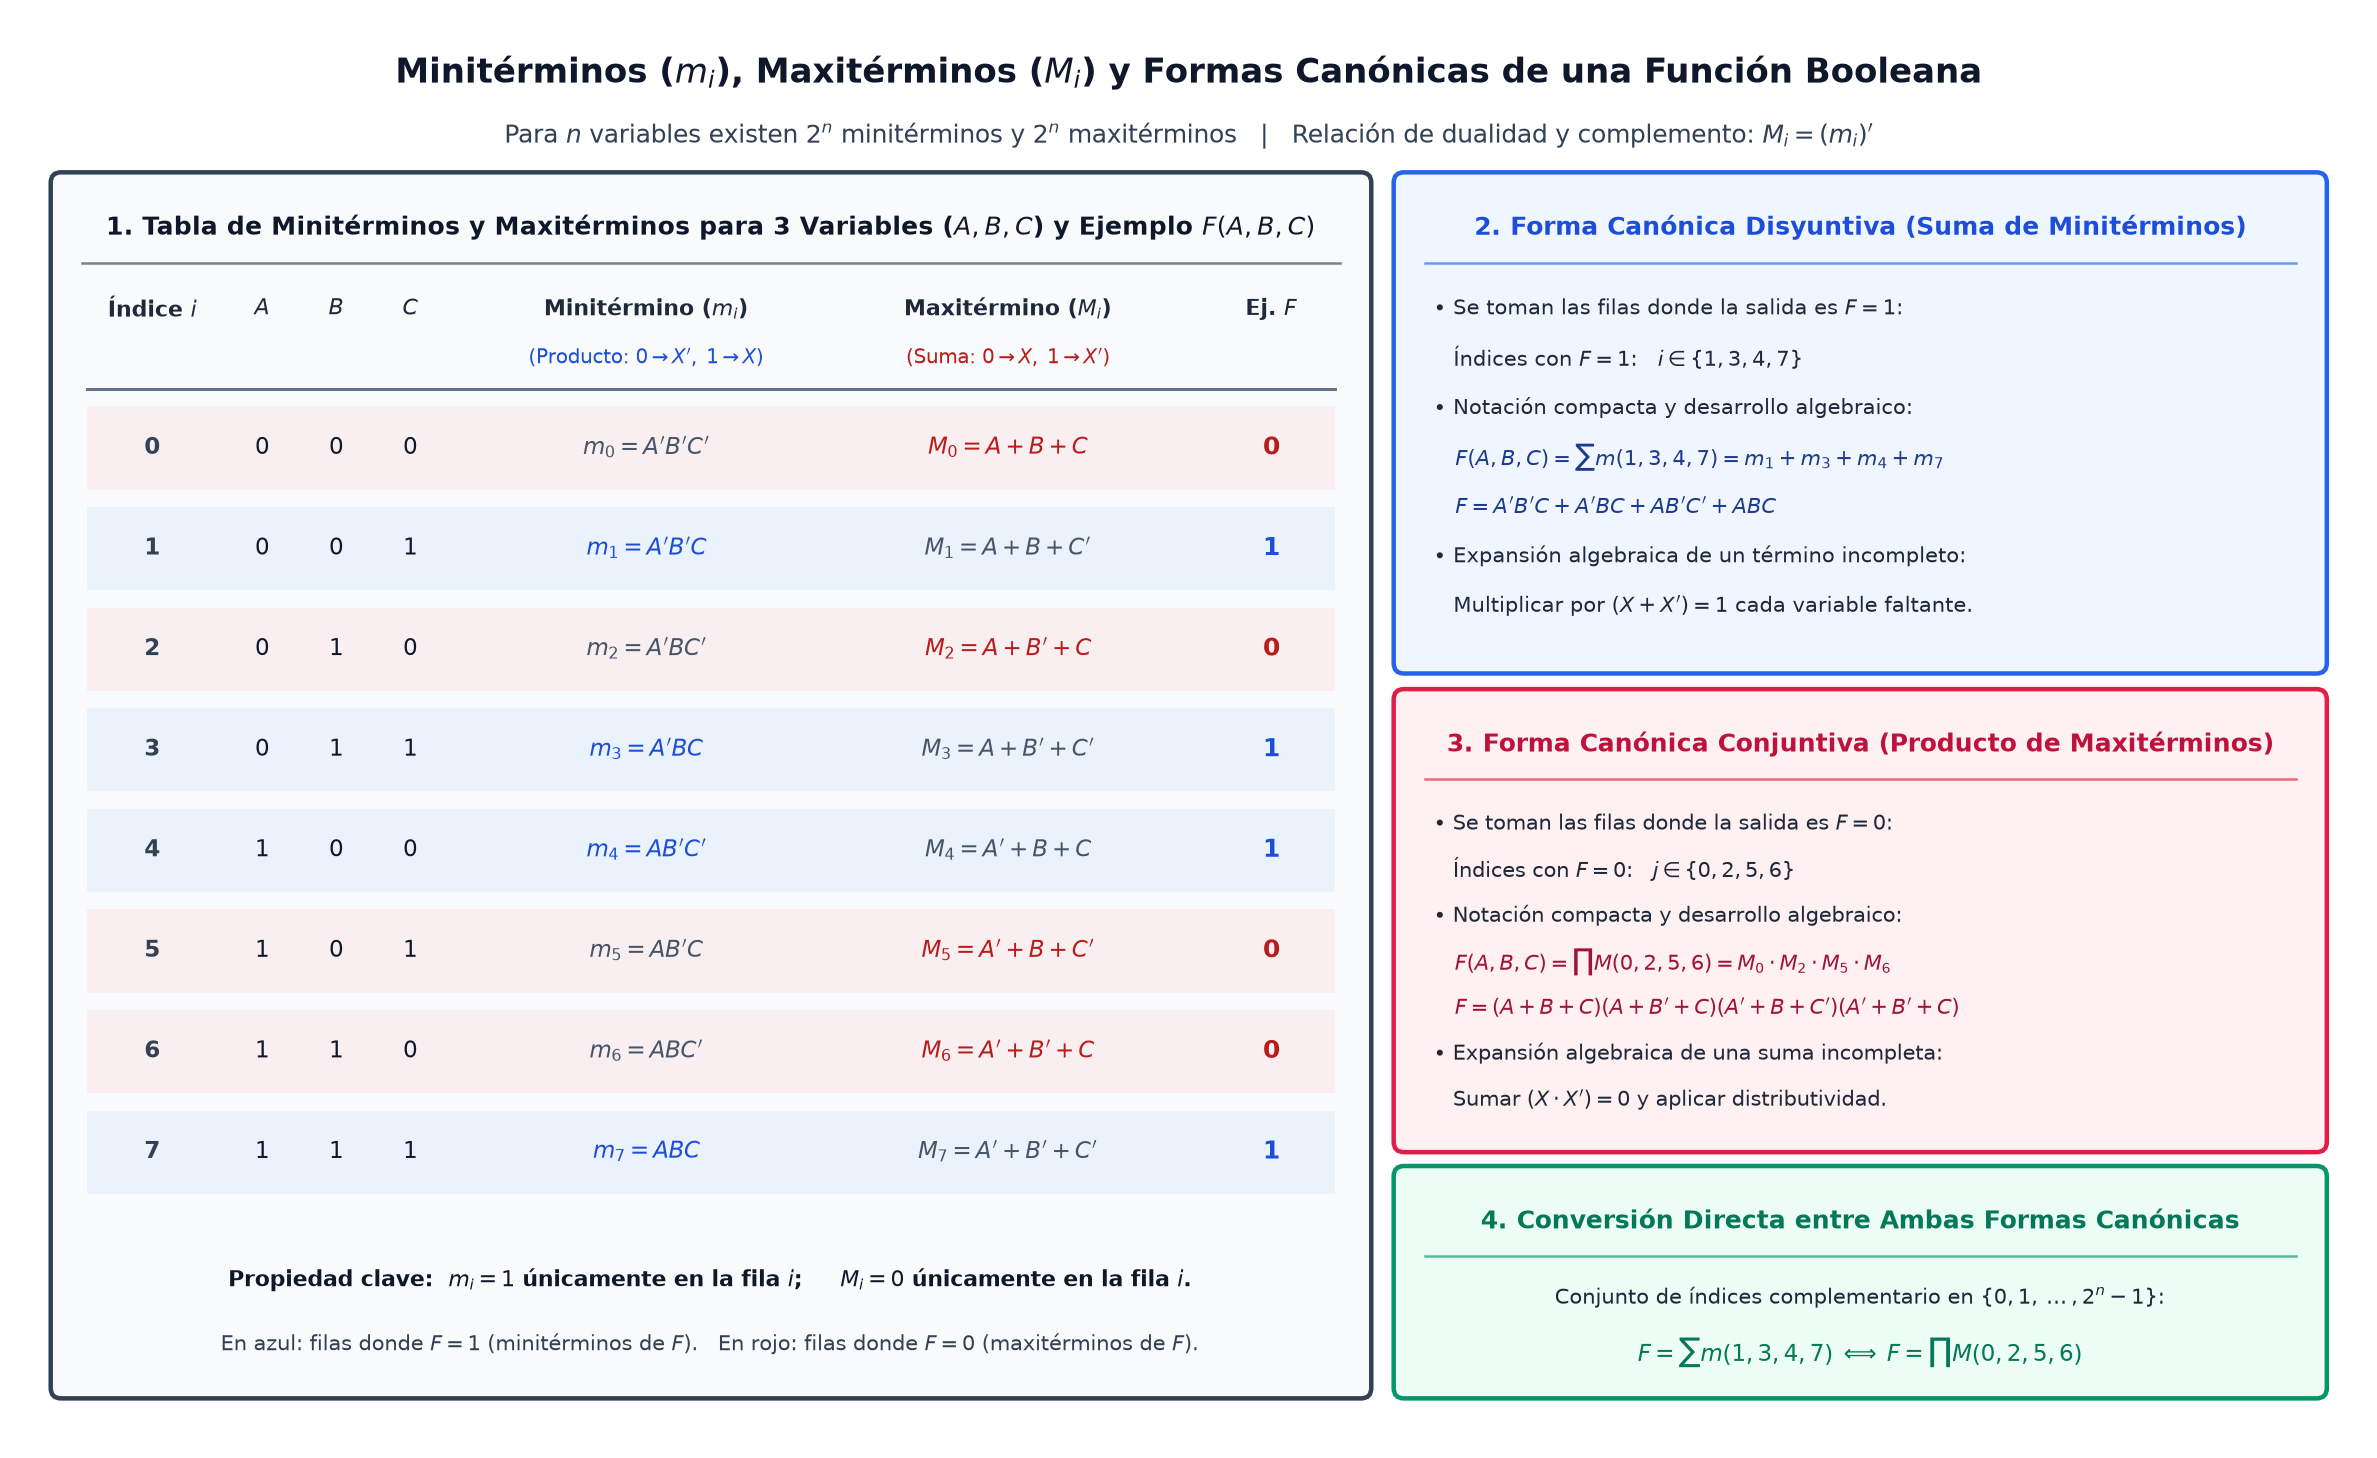 Minitérminos (mᵢ), Maxitérminos (Mᵢ) y Formas Canónicas de una Función Booleana
Para n variables existen 2ⁿ minitérminos y 2ⁿ maxitérminos | Relación de dualidad y complemento: Mᵢ = (mᵢ)′
1. Tabla de Minitérminos y Maxitérminos para 3 Variables (A, B, C) y Ejemplo F(A, B, C)
Índice i A B C Minitérmino (mᵢ) Maxitérmino (Mᵢ) Ej. F
(Producto: 0→X′, 1→X) (Suma: 0→X, 1→X′)
0 0 0 0 m₀ = A′B′C′ M₀ = A + B + C 0
1 0 0 1 m₁ = A′B′C M₁ = A + B + C′ 1
2 0 1 0 m₂ = A′BC′ M₂ = A + B′ + C 0
3 0 1 1 m₃ = A′BC M₃ = A + B′ + C′ 1
4 1 0 0 m₄ = AB′C′ M₄ = A′ + B + C 1
5 1 0 1 m₅ = AB′C M₅ = A′ + B + C′ 0
6 1 1 0 m₆ = ABC′ M₆ = A′ + B′ + C 0
7 1 1 1 m₇ = ABC M₇ = A′ + B′ + C′ 1
Propiedad clave: mᵢ = 1 únicamente en la fila i; Mᵢ = 0 únicamente en la fila i.
En azul: filas donde F = 1 (minitérminos de F). En rojo: filas donde F = 0 (maxitérminos de F).
2. Forma Canónica Disyuntiva (Suma de Minitérminos)
• Se toman las filas donde la salida es F = 1:
Índices con F = 1: i ∈ {1, 3, 4, 7}
• Notación compacta y desarrollo algebraico:
F(A, B, C) = ∑m(1, 3, 4, 7) = m₁ + m₃ + m₄ + m₇
F = A′B′C + A′BC + AB′C′ + ABC
• Expansión algebraica de un término incompleto:
Multiplicar por (X + X′) = 1 cada variable faltante.
3. Forma Canónica Conjuntiva (Producto de Maxitérminos)
• Se toman las filas donde la salida es F = 0:
Índices con F = 0: j ∈ {0, 2, 5, 6}
• Notación compacta y desarrollo algebraico:
F(A, B, C) = ∏M(0, 2, 5, 6) = M₀ · M₂ · M₅ · M₆
F = (A + B + C)(A + B′ + C)(A′ + B + C′)(A′ + B′ + C)
• Expansión algebraica de una suma incompleta:
Sumar (X · X′) = 0 y aplicar distributividad.
4. Conversión Directa entre Ambas Formas Canónicas
Conjunto de índices complementario en {0, 1, …, 2ⁿ − 1}:
F = ∑m(1, 3, 4, 7) ⟺ F = ∏M(0, 2, 5, 6)